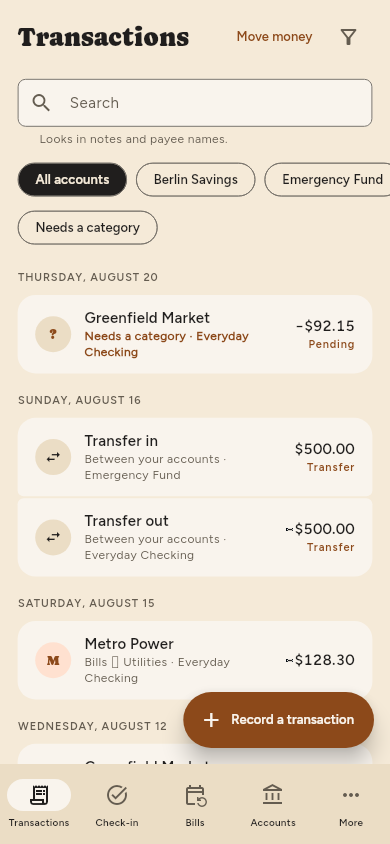 Transactions
Move money
Search
Looks in notes and payee names.
All accounts
Berlin Savings
Emergency Fund
Needs a category
THURSDAY, AUGUST 20
?
Greenfield Market
−$92.15
Needs a category · Everyday
Checking
Pending
SUNDAY, AUGUST 16
Transfer in
$500.00
Between your accounts ·
Emergency Fund
Transfer
Transfer out
−$500.00
Between your accounts ·
Everyday Checking
Transfer
SATURDAY, AUGUST 15
M
Metro Power
−$128.30
Bills ▯ Utilities · Everyday
Checking
WEDNESDAY, AUGUST 12
Record a transaction
Transactions
Check-in
Bills
Accounts
More